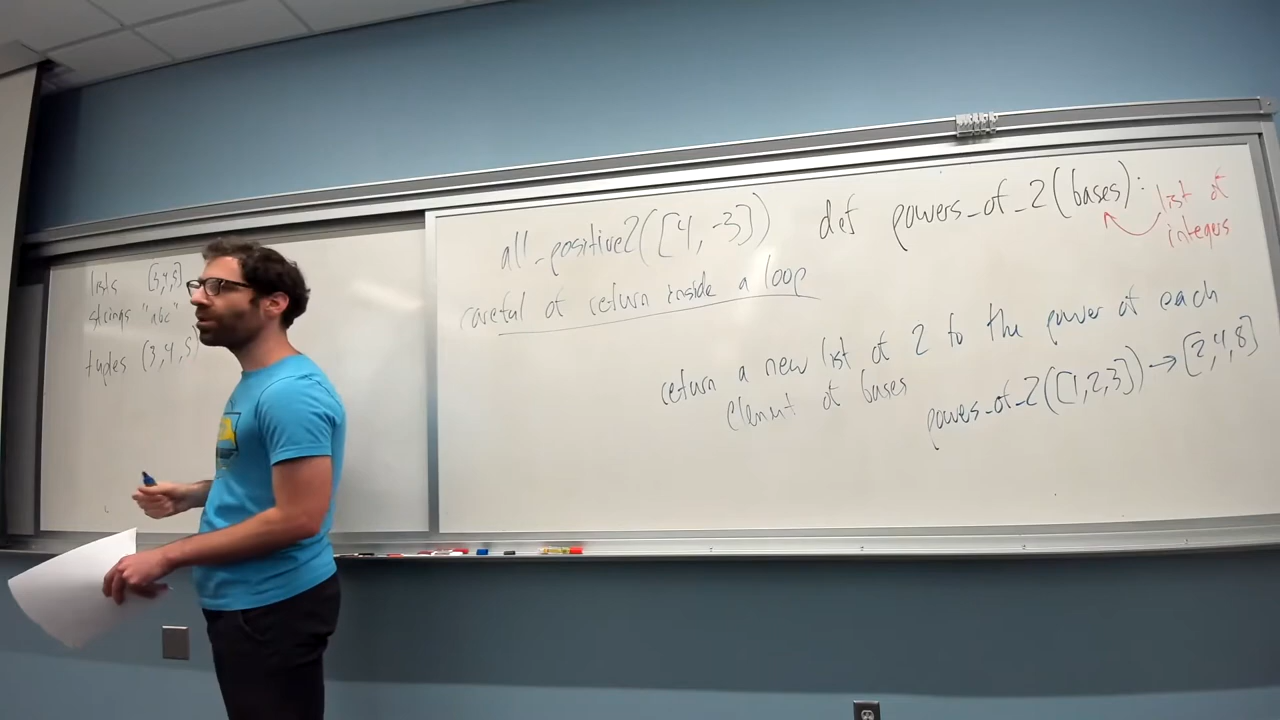 lists [3,4,5]
strings "abc"
tuples (3,4,5)
all_positive2([4,-3])
careful of return inside a loop
def powers_of_2(bases):
list of
integers
return a new list of 2 to the power of each
element of bases
powers_of_2([1,2,3]) → [2,4,8]